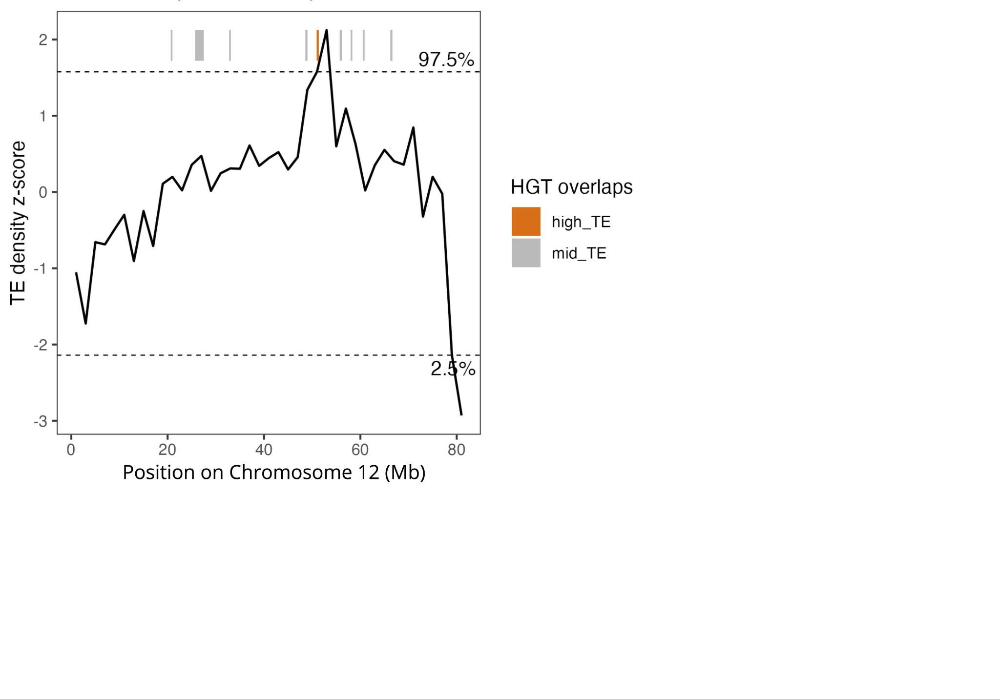 2
97.5%
1
0
-1
-2
2.5%
-3
TE density z-score
0 20 40 60 80
Position on Chromosome 12 (Mb)
HGT overlaps
high_TE
mid_TE